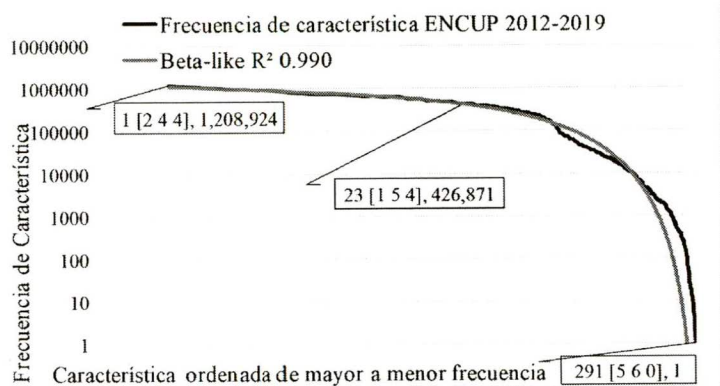 Frecuencia de característica ENCUP 2012-2019
Beta-like R² 0.990
10000000
1000000
100000
10000
1000
100
10
1
Frecuencia de Característica
1 [2 4 4], 1,208,924
23 [1 5 4], 426,871
291 [5 6 0], 1
Característica ordenada de mayor a menor frecuencia